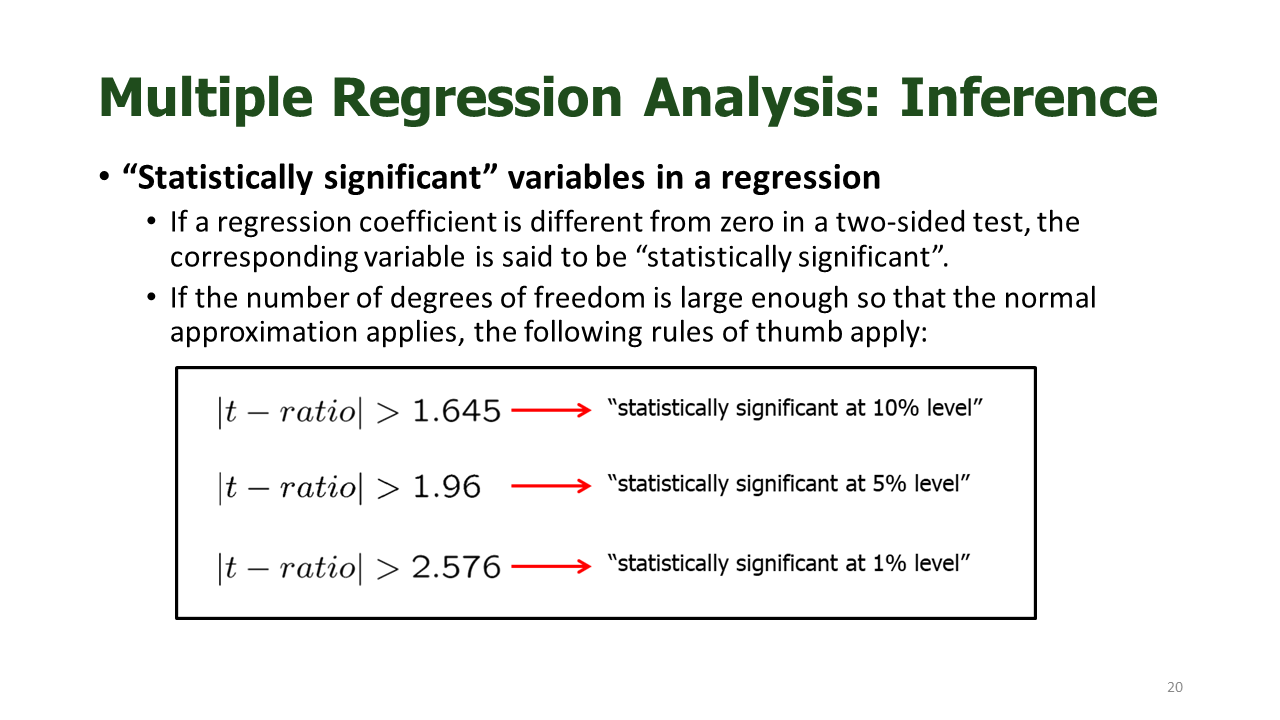 Multiple Regression Analysis: Inference
• “Statistically significant” variables in a regression
• If a regression coefficient is different from zero in a two-sided test, the
corresponding variable is said to be “statistically significant”.
• If the number of degrees of freedom is large enough so that the normal
approximation applies, the following rules of thumb apply:
|t − ratio| > 1.645 → “statistically significant at 10% level”
|t − ratio| > 1.96 → “statistically significant at 5% level”
|t − ratio| > 2.576 → “statistically significant at 1% level”
20